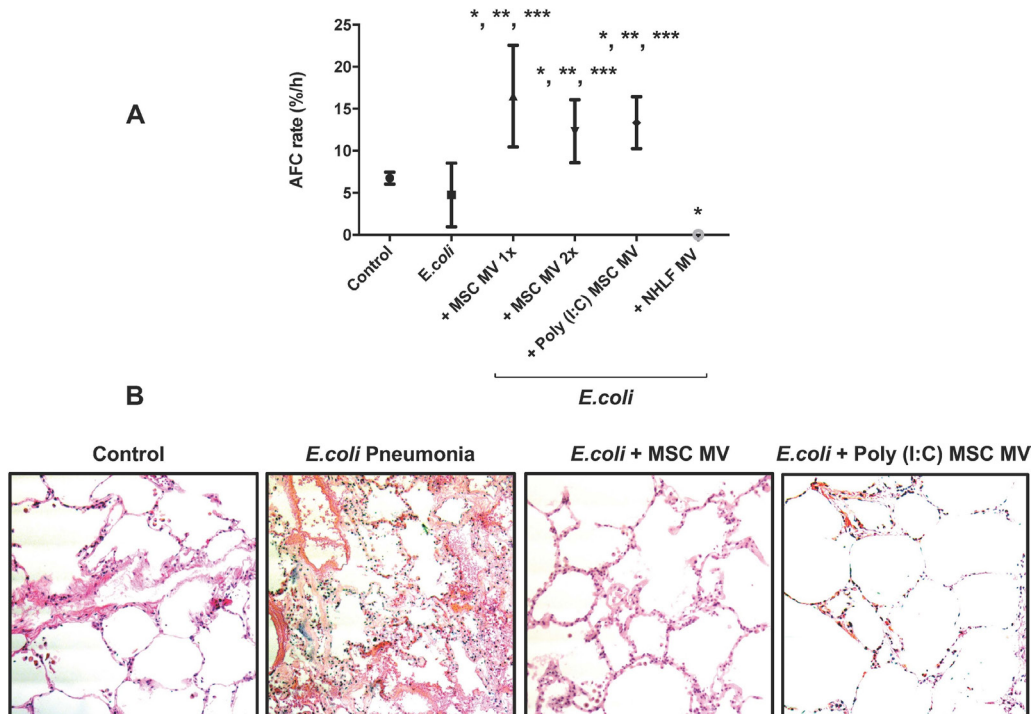 A
AFC rate (%/h)
25
20
15
10
5
0
*, **, ***
*, **, ***
*, **, ***
*
Control
E.coli
+ MSC MV 1x
+ MSC MV 2x
+ Poly (I:C) MSC MV
+ NHLF MV
E.coli
B
Control
E.coli Pneumonia
E.coli + MSC MV
E.coli + Poly (I:C) MSC MV